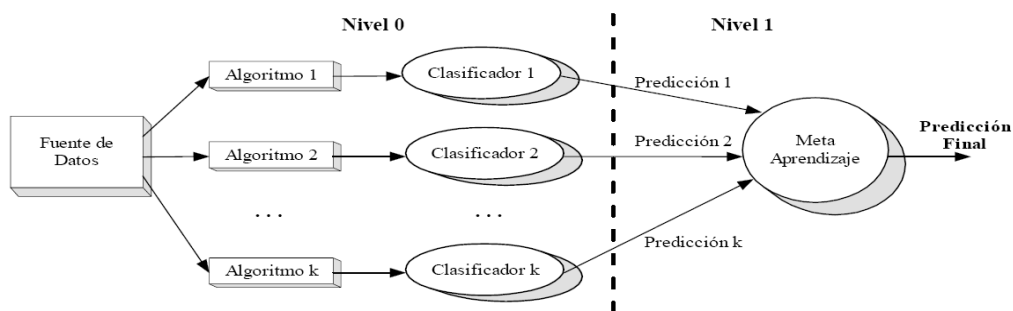 Nivel 0
Nivel 1
Algoritmo 1
Clasificador 1
Predicción 1
Fuente de
Datos
Algoritmo 2
Clasificador 2
Predicción 2
Meta
Aprendizaje
Predicción
Final
. . .
. . .
Algoritmo k
Clasificador k
Predicción k